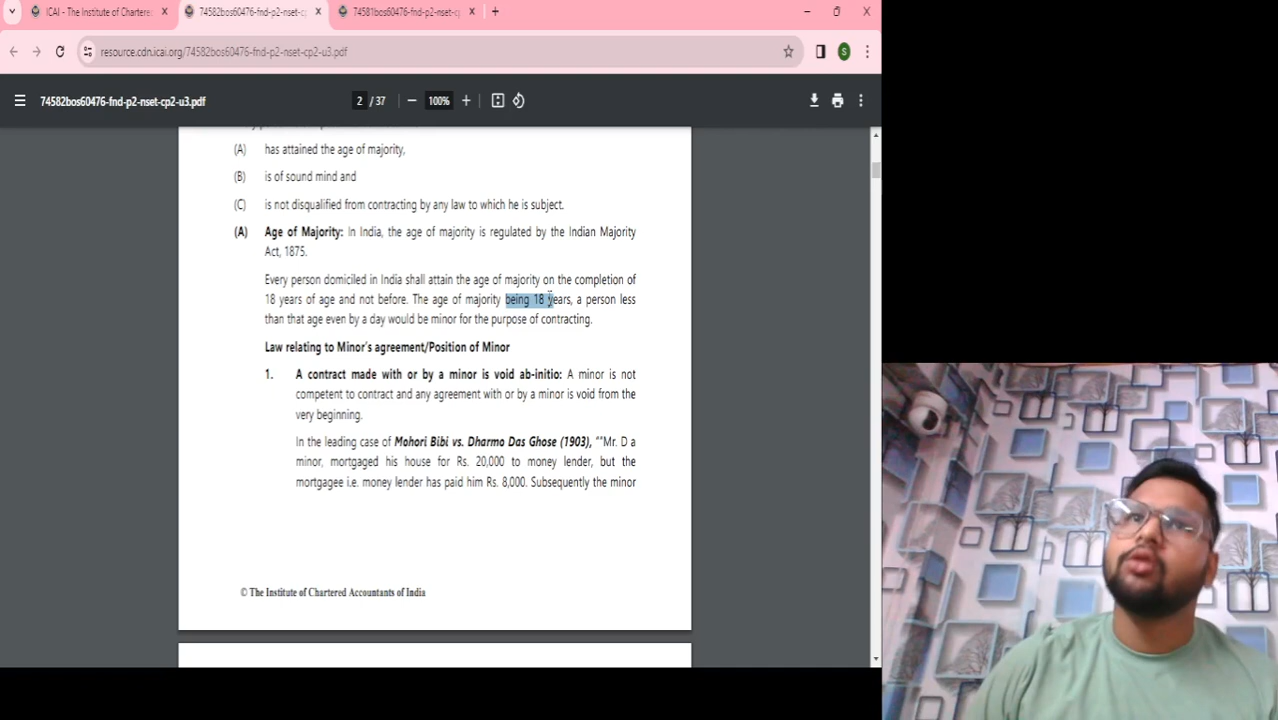 ICAI - The Institute of Chartere
74582bos60476-fnd-p2-nset-cp2-u
74581bos60476-fnd-p2-nset-cp
resource.cdn.icai.org/74582bos60476-fnd-p2-nset-cp2-u3.pdf
S
74582bos60476-fnd-p2-nset-cp2-u3.pdf
2 / 37
100%
(A) has attained the age of majority,
(B) is of sound mind and
(C) is not disqualified from contracting by any law to which he is subject.
(A) Age of Majority: In India, the age of majority is regulated by the Indian Majority
Act, 1875.
Every person domiciled in India shall attain the age of majority on the completion of
18 years of age and not before. The age of majority being 18 years, a person less
than that age even by a day would be minor for the purpose of contracting.
Law relating to Minor's agreement/Position of Minor
1. A contract made with or by a minor is void ab-initio: A minor is not
competent to contract and any agreement with or by a minor is void from the
very beginning.
In the leading case of Mohori Bibi vs. Dharmo Das Ghose (1903), ""Mr. D a
minor, mortgaged his house for Rs. 20,000 to money lender, but the
mortgagee i.e. money lender has paid him Rs. 8,000. Subsequently the minor
© The Institute of Chartered Accountants of India